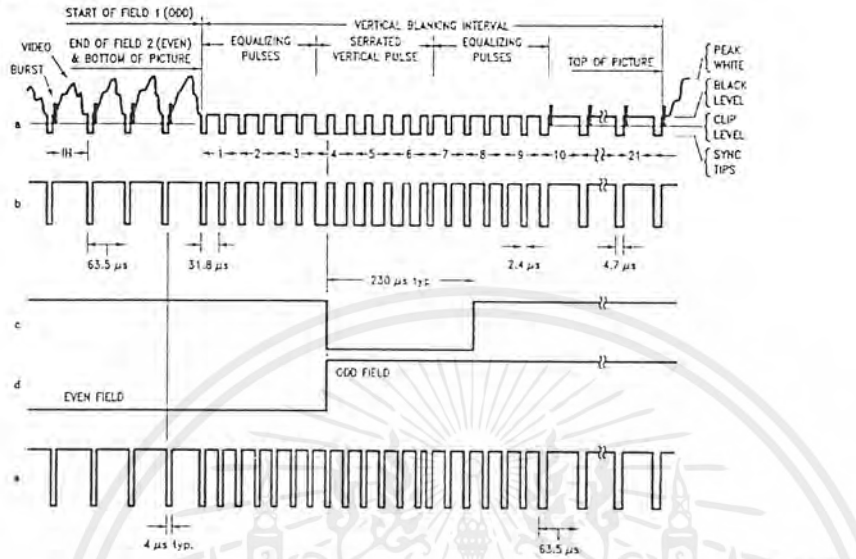 START OF FIELD 1 (ODD)
VERTICAL BLANKING INTERVAL
VIDEO
END OF FIELD 2 (EVEN)
& BOTTOM OF PICTURE
EQUALIZING
PULSES
SERRATED
VERTICAL PULSE
EQUALIZING
PULSES
TOP OF PICTURE
PEAK
WHITE
BURST
BLACK
LEVEL
a
CLIP
LEVEL
1H
1 2 3 4 5 6 7 8 9 10 21
SYNC
TIPS
b
63.5 µs
31.8 µs
2.4 µs
4.7 µs
230 µs typ.
c
d
ODD FIELD
EVEN FIELD
e
4 µs typ.
63.5 µs